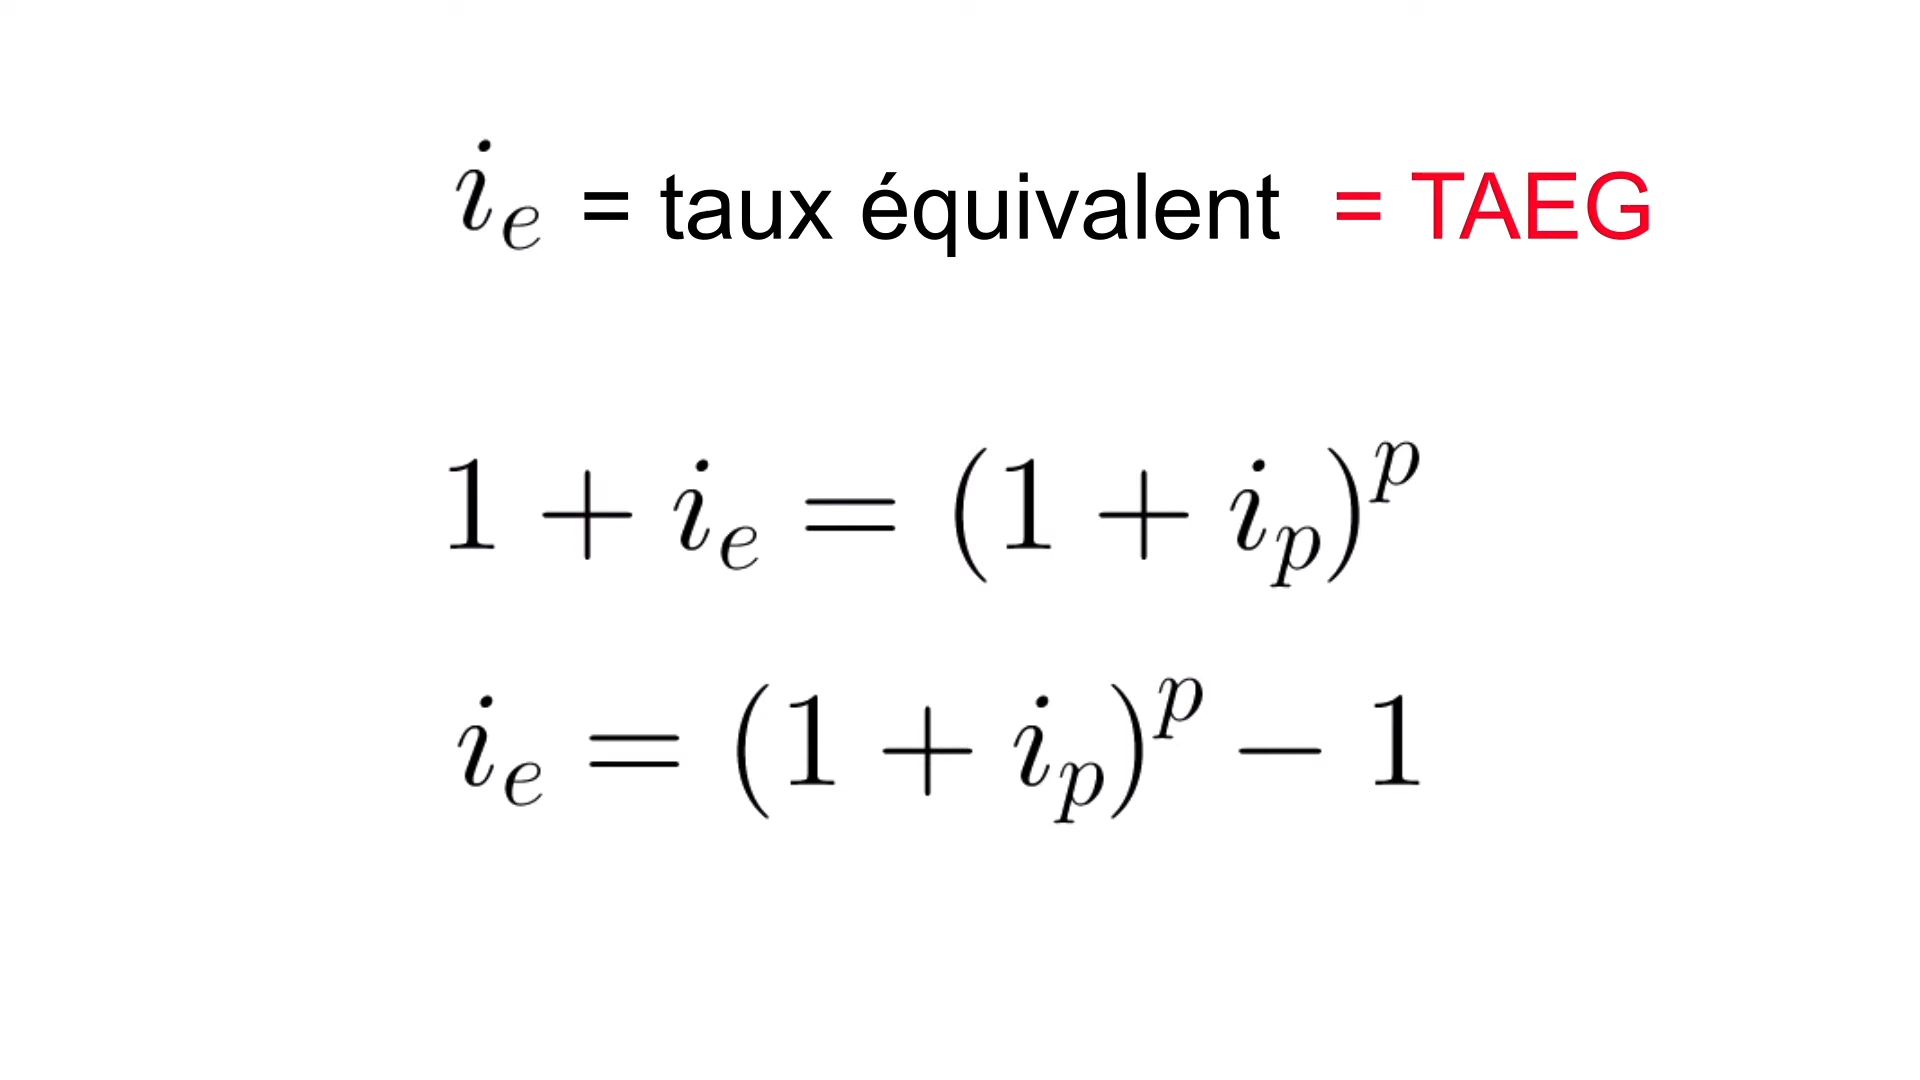 i_e = taux équivalent = TAEG
1 + i_e = (1 + i_p)^p
i_e = (1 + i_p)^p − 1